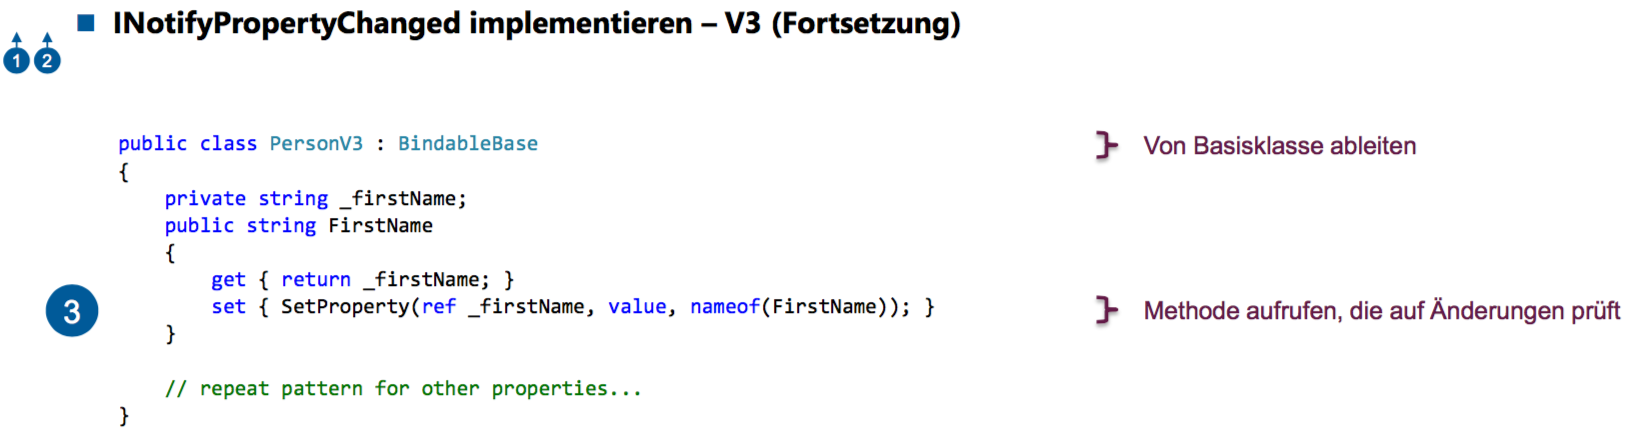 INotifyPropertyChanged implementieren – V3 (Fortsetzung)
1 2
public class PersonV3 : BindableBase
Von Basisklasse ableiten
{
private string _firstName;
public string FirstName
{
get { return _firstName; }
3
set { SetProperty(ref _firstName, value, nameof(FirstName)); }
Methode aufrufen, die auf Änderungen prüft
}
// repeat pattern for other properties...
}